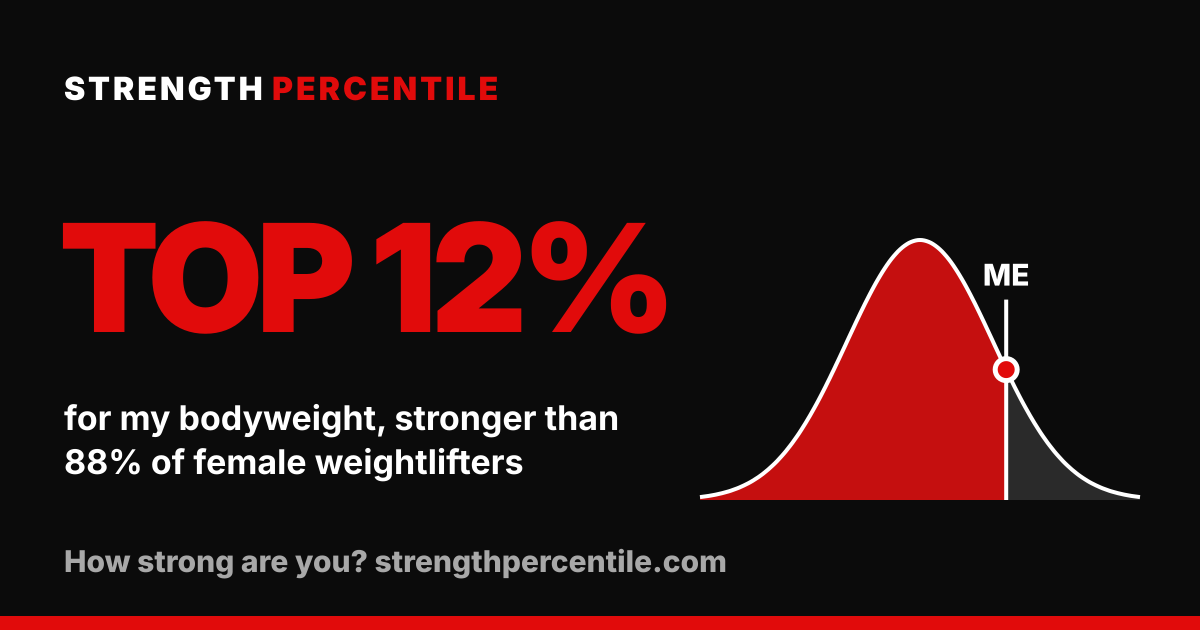 STRENGTH PERCENTILE
TOP 12%
ME
for my bodyweight, stronger than
88% of female weightlifters
How strong are you? strengthpercentile.com